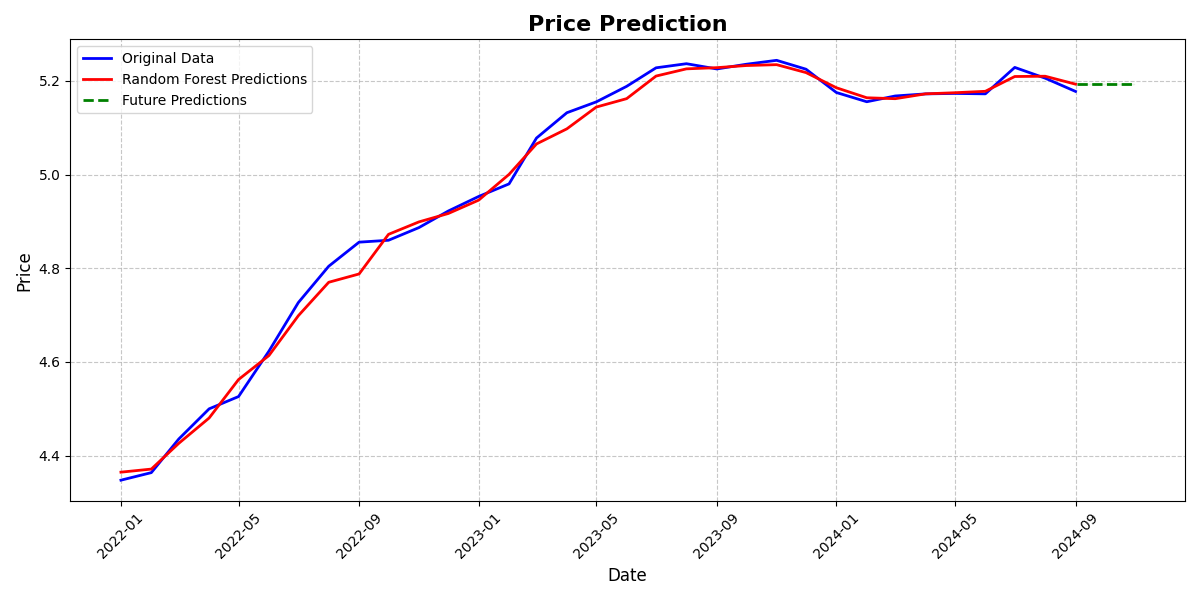 Price Prediction
Original Data
Random Forest Predictions
Future Predictions
Price
5.2
5.0
4.8
4.6
4.4
2022-01
2022-05
2022-09
2023-01
2023-05
2023-09
2024-01
2024-05
2024-09
Date